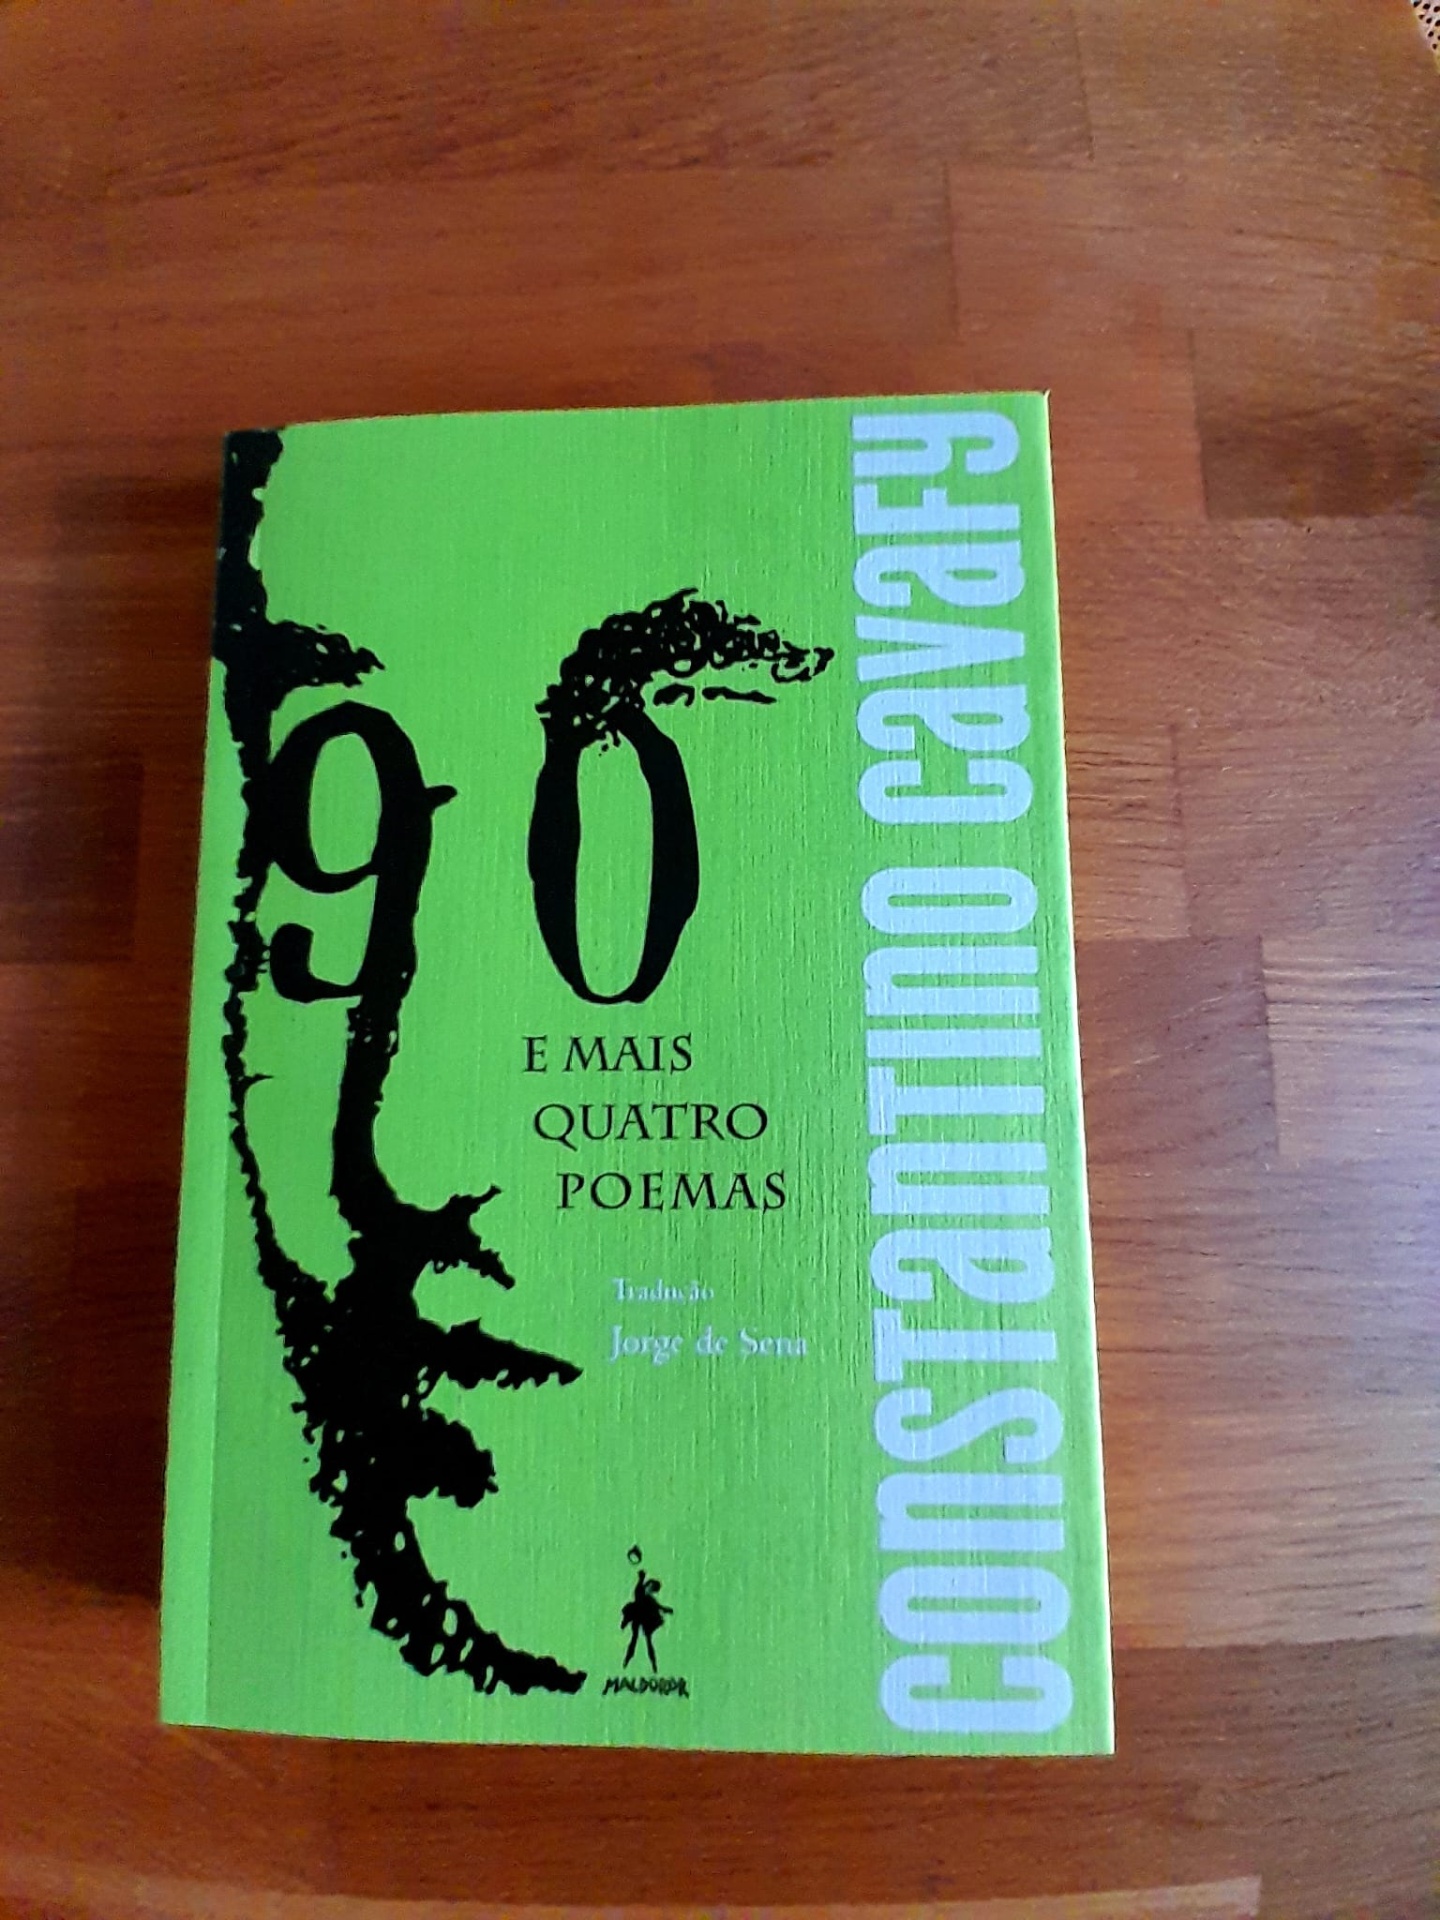 90
E MAIS
QUATRO
POEMAS
Tradução
Jorge de Sena
MALDOROR
constantino cavafy